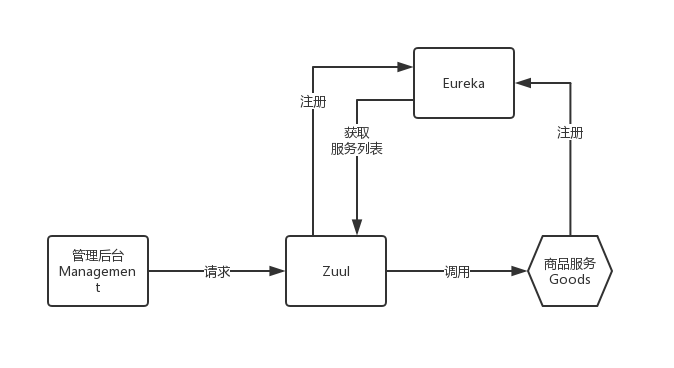 Eureka
注册
获取
服务列表
注册
管理后台
Managemen
t
请求
Zuul
调用
商品服务
Goods